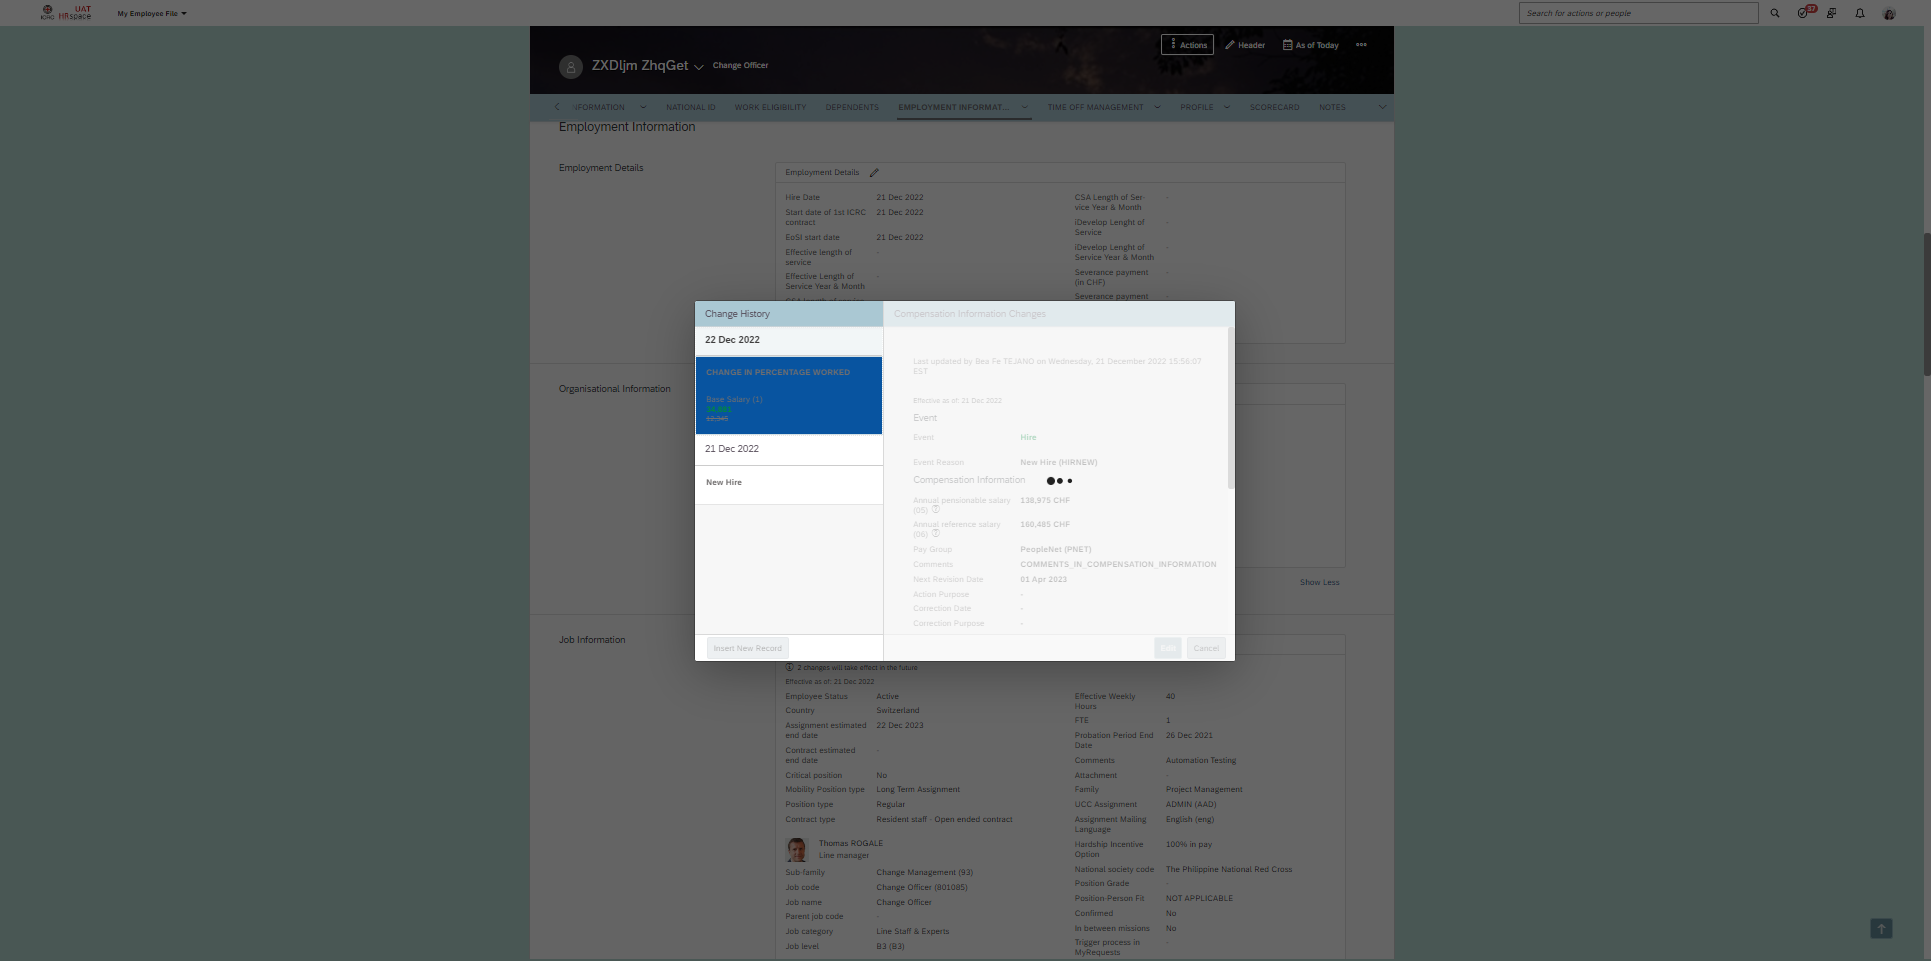 ICRC
UAT
HRspace
My Employee File
Search for actions or people
37
ZXDljm ZhqGet
Change Officer
Actions
Header
As of Today
IFORMATION
NATIONAL ID
WORK ELIGIBILITY
DEPENDENTS
EMPLOYMENT INFORMAT...
TIME OFF MANAGEMENT
PROFILE
SCORECARD
NOTES
Employment Information
Employment Details
Employment Details
Hire Date
21 Dec 2022
Start date of 1st ICRC
contract
21 Dec 2022
EoSI start date
21 Dec 2022
Effective length of
service
-
Effective Length of
Service Year & Month
-
CSA Length of Ser-
vice Year & Month
-
iDevelop Lenght of
Service
-
iDevelop Lenght of
Service Year & Month
-
Severance payment
(in CHF)
-
Severance payment
-
Organisational Information
Show Less
Change History
22 Dec 2022
CHANGE IN PERCENTAGE WORKED
Base Salary (1)
21 Dec 2022
New Hire
Insert New Record
Compensation Information Changes
Last updated by Bea Fe TEJANO on Wednesday, 21 December 2022 15:58:07
EST
Effective as of: 21 Dec 2022
Event
Event
Hire
Event Reason
New Hire (HIRNEW)
Compensation Information
Annual pensionable salary
(05)
138,975 CHF
Annual reference salary
(06)
160,485 CHF
Pay Group
PeopleNet (PNET)
Comments
COMMENTS_IN_COMPENSATION_INFORMATION
Next Revision Date
01 Apr 2023
Action Purpose
-
Correction Date
-
Correction Purpose
-
Edit
Cancel
Job Information
2 changes will take effect in the future
Effective as of: 21 Dec 2022
Employee Status
Active
Country
Switzerland
Assignment estimated
end date
22 Dec 2023
Contract estimated
end date
-
Critical position
No
Mobility Position type
Long Term Assignment
Position type
Regular
Contract type
Resident staff - Open ended contract
Thomas ROGALE
Line manager
Sub-family
Change Management (93)
Job code
Change Officer (801085)
Job name
Change Officer
Parent job code
-
Job category
Line Staff & Experts
Job level
B3 (B3)
Effective Weekly
Hours
40
FTE
1
Probation Period End
Date
26 Dec 2021
Comments
Automation Testing
Attachment
-
Family
Project Management
UCC Assignment
ADMIN (AAD)
Assignment Mailing
Language
English (eng)
Hardship Incentive
Option
100% in pay
National society code
The Philippine National Red Cross
Position Grade
-
Position Person Fit
NOT APPLICABLE
Confirmed
No
In between missions
No
Trigger process in
MyRequests
-